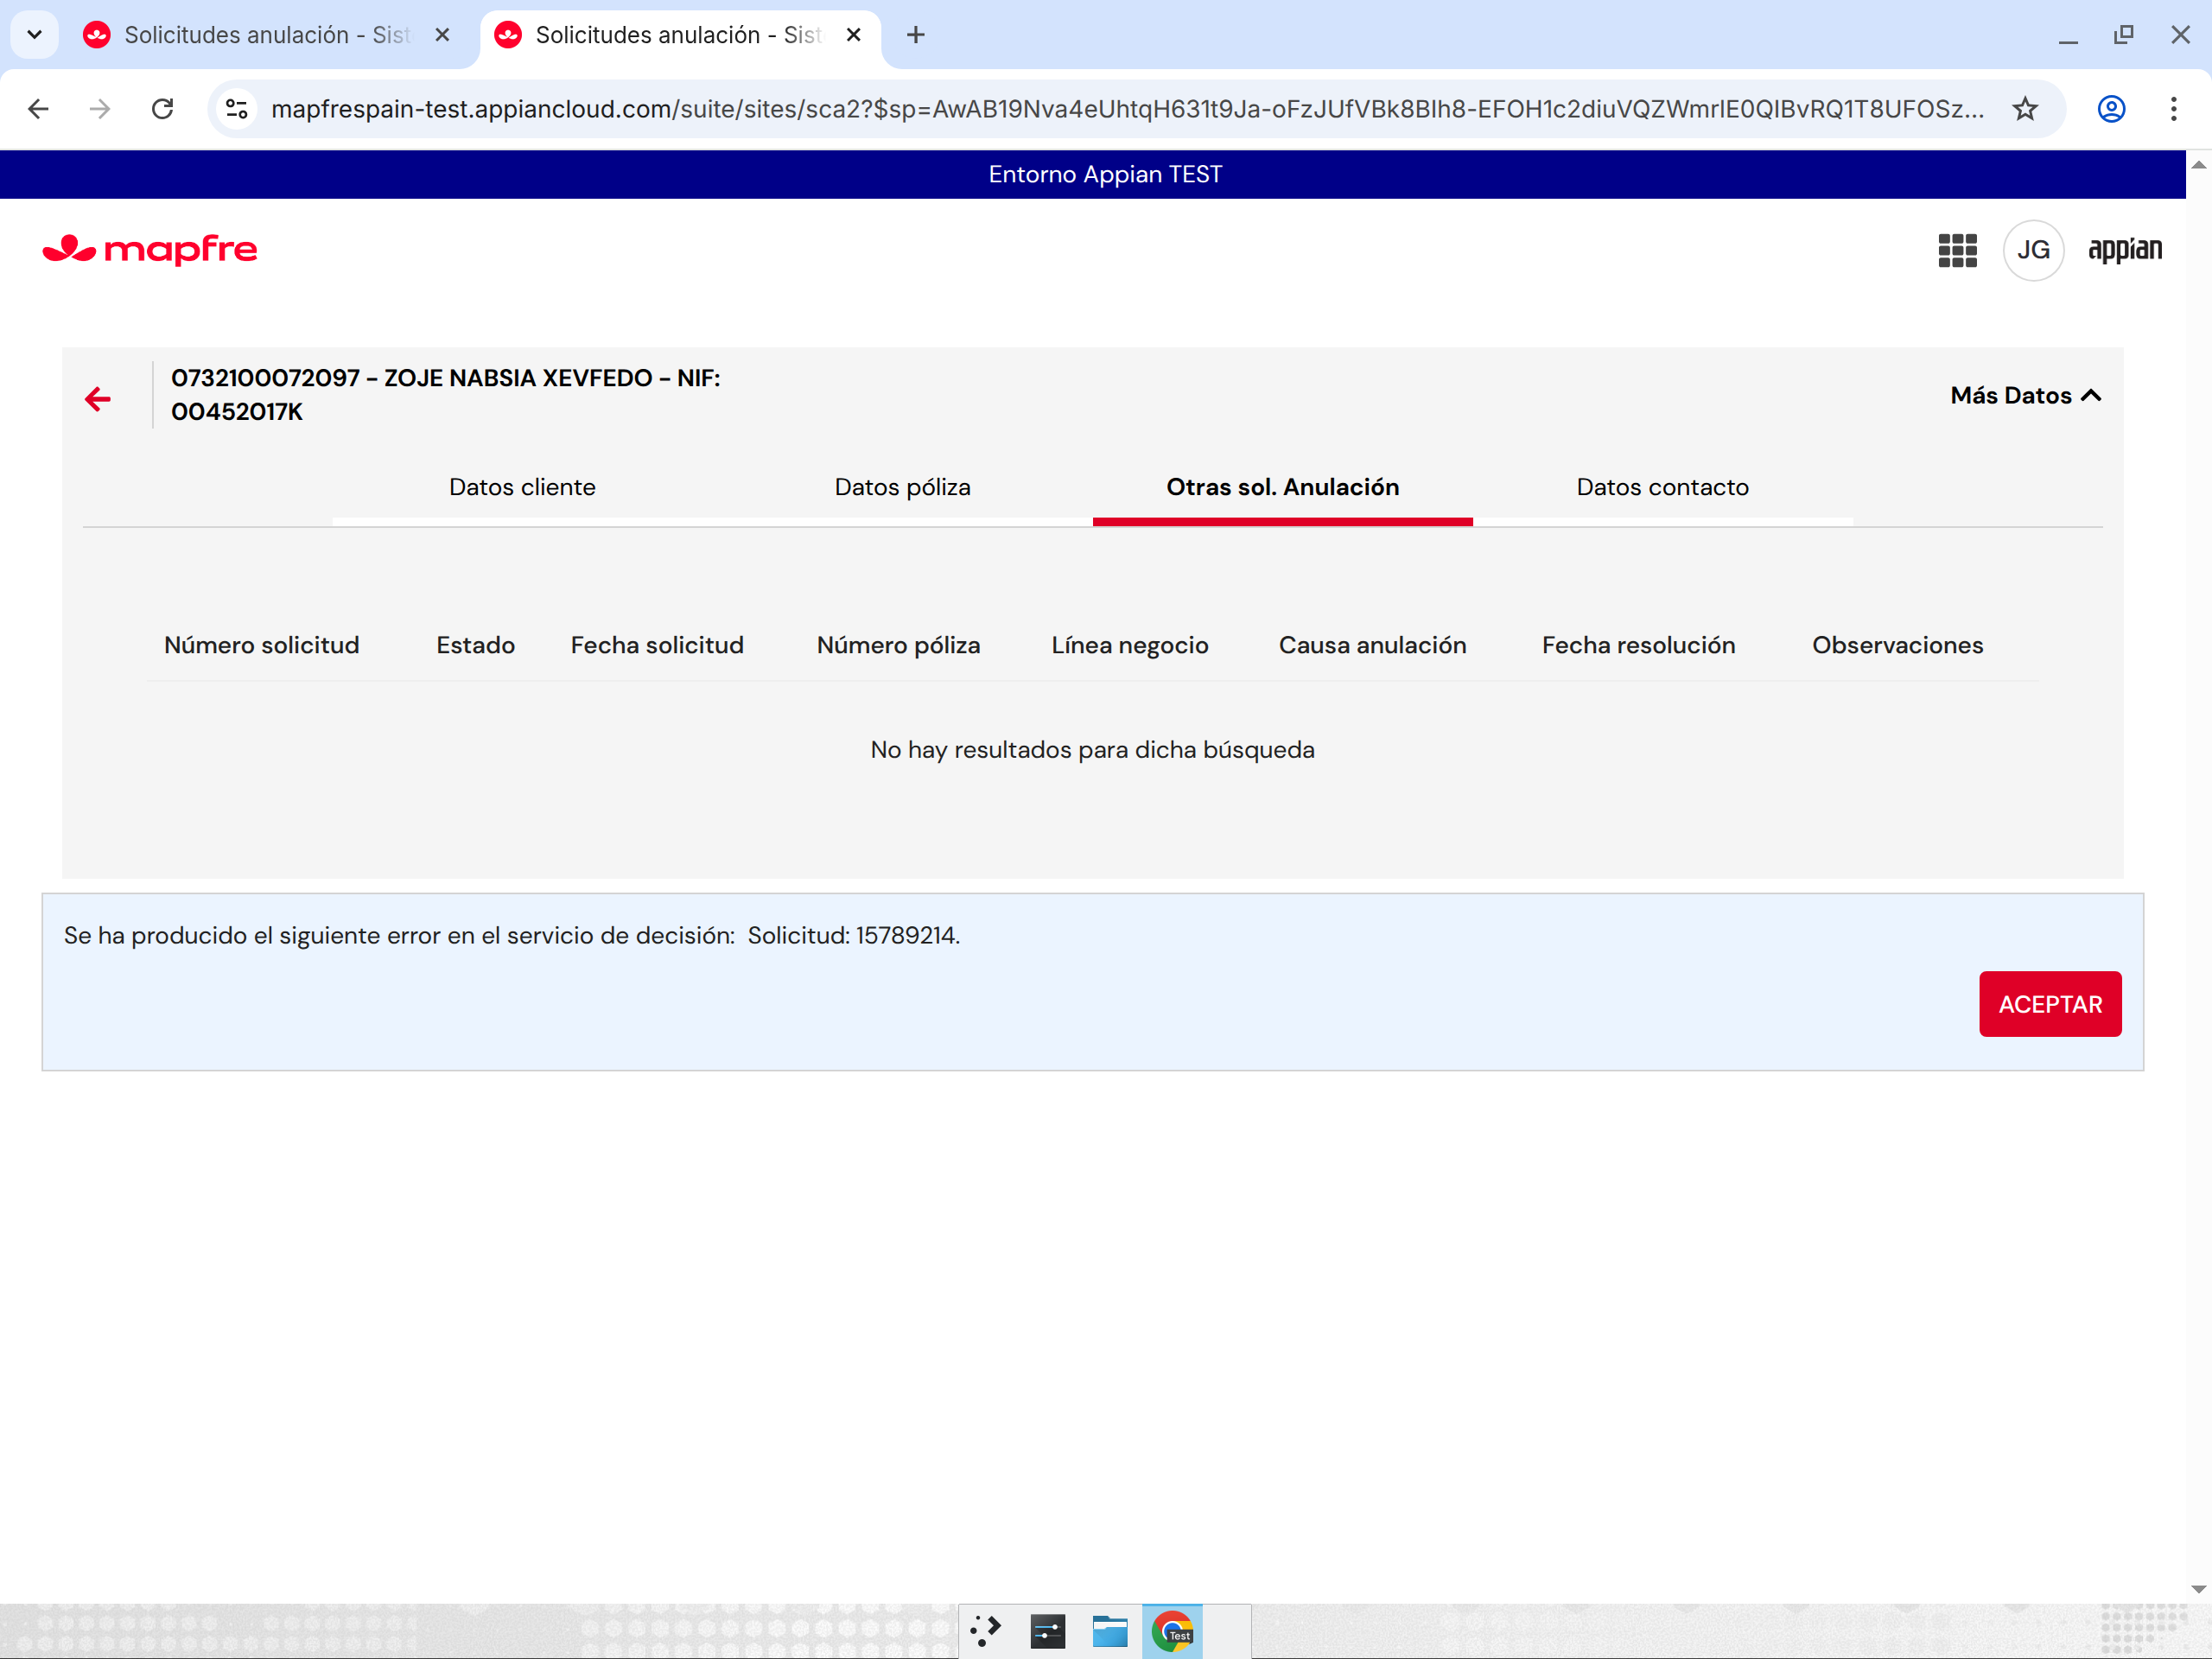 Solicitudes anulación - Sist
Solicitudes anulación - Sist
mapfrespain-test.appiancloud.com/suite/sites/sca2?$sp=AwAB19Nva4eUhtqH631t9Ja-oFzJUfVBk8BIh8-EFOH1c2diuVQZWmrIE0QIBvRQ1T8UFOSz...
Entorno Appian TEST
mapfre
JG
appian
0732100072097 – ZOJE NABSIA XEVFEDO – NIF:
00452017K
Más Datos
Datos cliente
Datos póliza
Otras sol. Anulación
Datos contacto
Número solicitud
Estado
Fecha solicitud
Número póliza
Línea negocio
Causa anulación
Fecha resolución
Observaciones
No hay resultados para dicha búsqueda
Se ha producido el siguiente error en el servicio de decisión:  Solicitud: 15789214.
ACEPTAR
Test